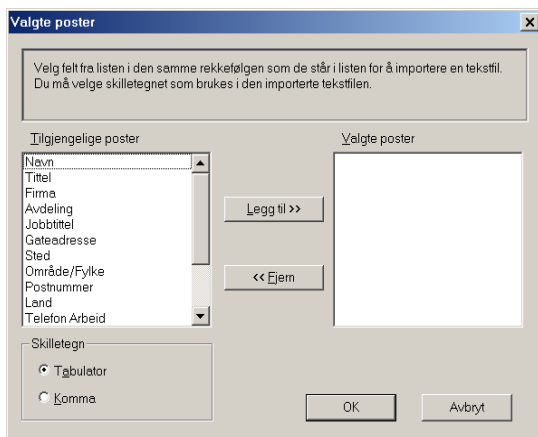 Valgte poster
Velg felt fra listen i den samme rekkefølgen som de står i listen for å importere en tekstfil.
Du må velge skilletegnet som brukes i den importerte tekstfilen.
Tilgjengelige poster
Valgte poster
Navn
Tittel
Firma
Avdeling
Jobbtittel
Gateadresse
Sted
Område/Fylke
Postnummer
Land
Telefon Arbeid
Legg til >>
<< Fjern
Skilletegn
Tabulator
Komma
OK
Avbryt